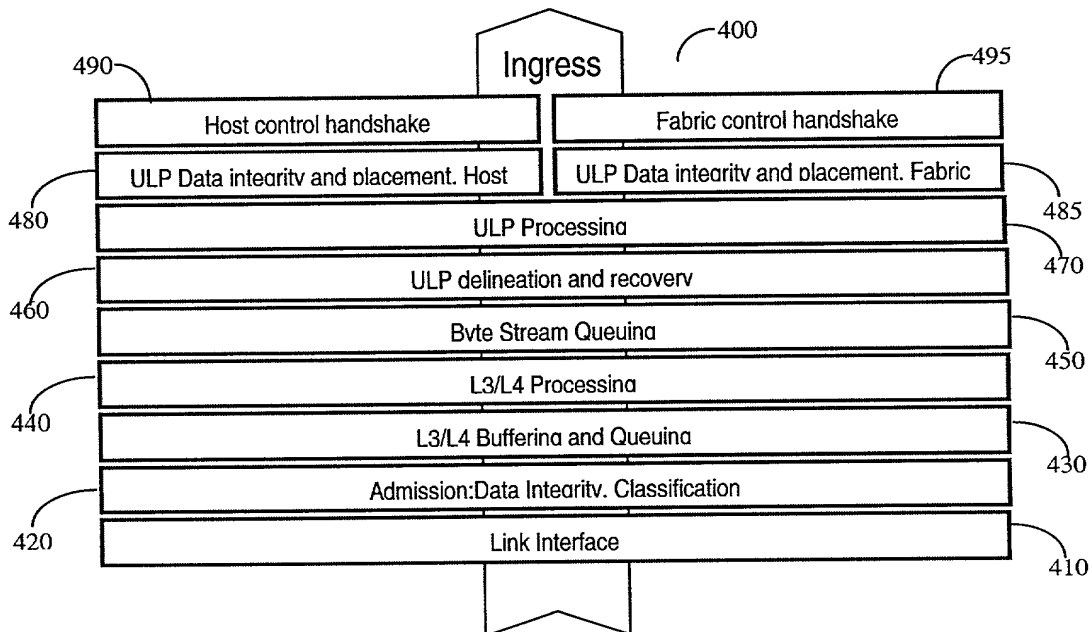 400
490
Ingress
495
Host control handshake
Fabric control handshake
ULP Data integrity and placement. Host
ULP Data integrity and placement. Fabric
480
485
ULP Processing
470
ULP delineation and recovery
460
Byte Stream Queuing
450
L3/L4 Processing
440
L3/L4 Buffering and Queuing
430
Admission:Data Integrity. Classification
420
Link Interface
410